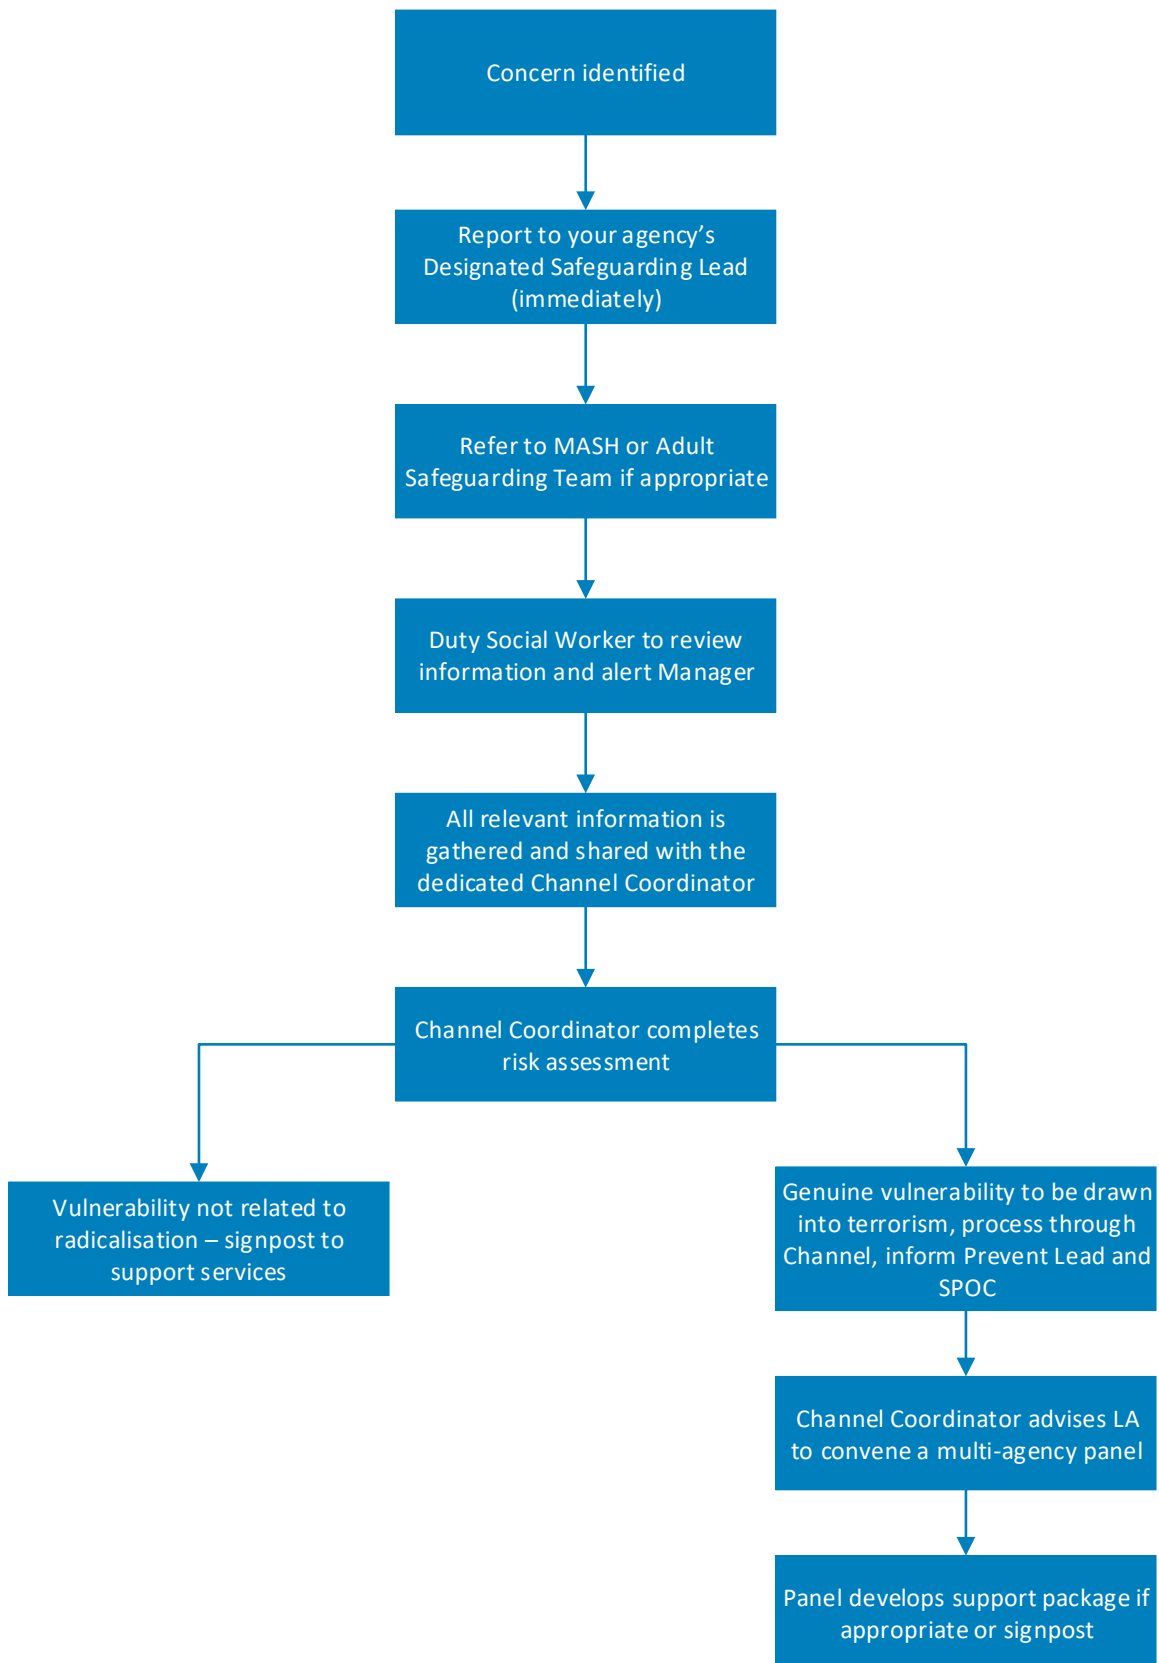 Concern identified
Report to your agency’s
Designated Safeguarding Lead
(immediately)
Refer to MASH or Adult
Safeguarding Team if appropriate
Duty Social Worker to review
information and alert Manager
All relevant information is
gathered and shared with the
dedicated Channel Coordinator
Channel Coordinator completes
risk assessment
Vulnerability not related to
radicalisation – signpost to
support services
Genuine vulnerability to be drawn
into terrorism, process through
Channel, inform Prevent Lead and
SPOC
Channel Coordinator advises LA
to convene a multi-agency panel
Panel develops support package if
appropriate or signpost